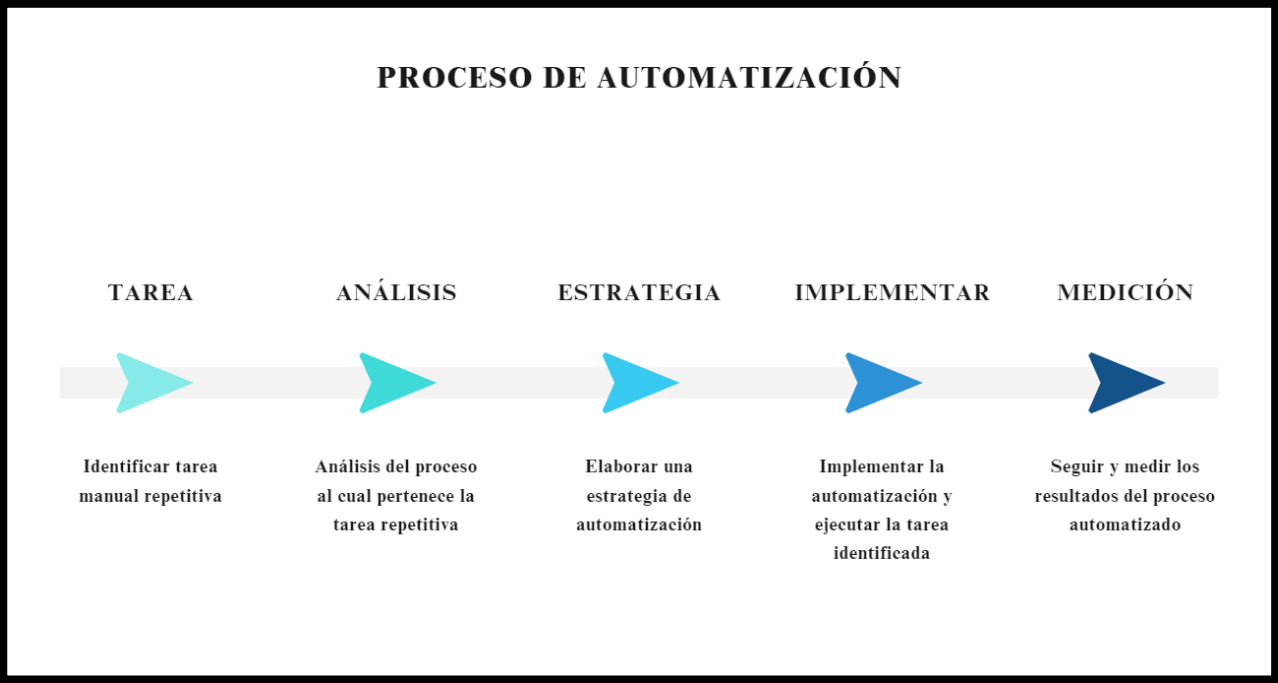 PROCESO DE AUTOMATIZACIÓN
TAREA
ANÁLISIS
ESTRATEGIA
IMPLEMENTAR
MEDICIÓN
Identificar tarea
manual repetitiva
Análisis del proceso
al cual pertenece la
tarea repetitiva
Elaborar una
estrategia de
automatización
Implementar la
automatización y
ejecutar la tarea
identificada
Seguir y medir los
resultados del proceso
automatizado